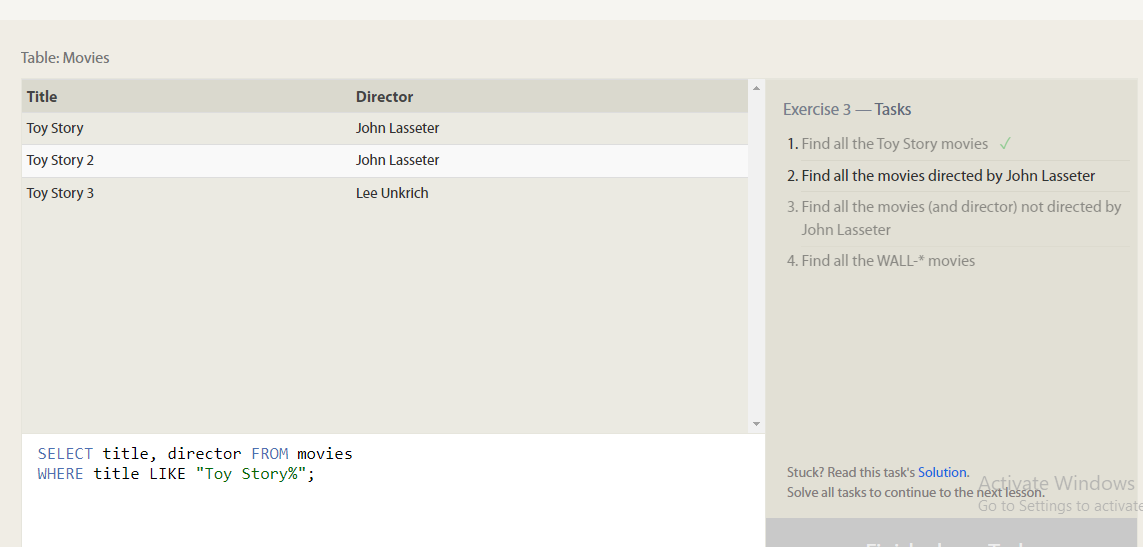 Table: Movies
Title Director
Toy Story John Lasseter
Toy Story 2 John Lasseter
Toy Story 3 Lee Unkrich
SELECT title, director FROM movies
WHERE title LIKE "Toy Story%";
Exercise 3 — Tasks
1. Find all the Toy Story movies ✓
2. Find all the movies directed by John Lasseter
3. Find all the movies (and director) not directed by
John Lasseter
4. Find all the WALL-* movies
Stuck? Read this task's Solution.
Solve all tasks to continue to the next lesson.
Activate Windows
Go to Settings to activate